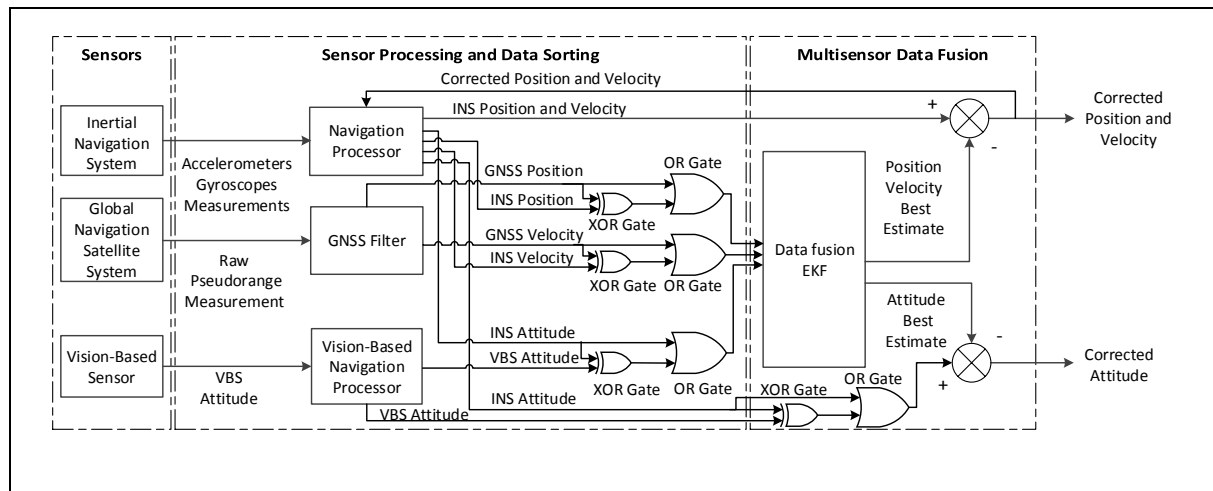 Sensors
Sensor Processing and Data Sorting
Multisensor Data Fusion
Corrected Position and Velocity
INS Position and Velocity
+
-
Corrected
Position and
Velocity
Inertial
Navigation
System
Navigation
Processor
Accelerometers
Gyroscopes
Measurements
GNSS Position
OR Gate
INS Position
XOR Gate
Position
Velocity
Best
Estimate
Global
Navigation
Satellite
System
GNSS Filter
GNSS Velocity
INS Velocity
XOR Gate
OR Gate
Raw
Pseudorange
Measurement
Data fusion
EKF
Attitude
Best
Estimate
-
+
Corrected
Attitude
Vision-Based
Sensor
VBS
Attitude
Vision-Based
Navigation
Processor
INS Attitude
VBS Attitude
XOR Gate
OR Gate
INS Attitude
VBS Attitude
XOR Gate
OR Gate